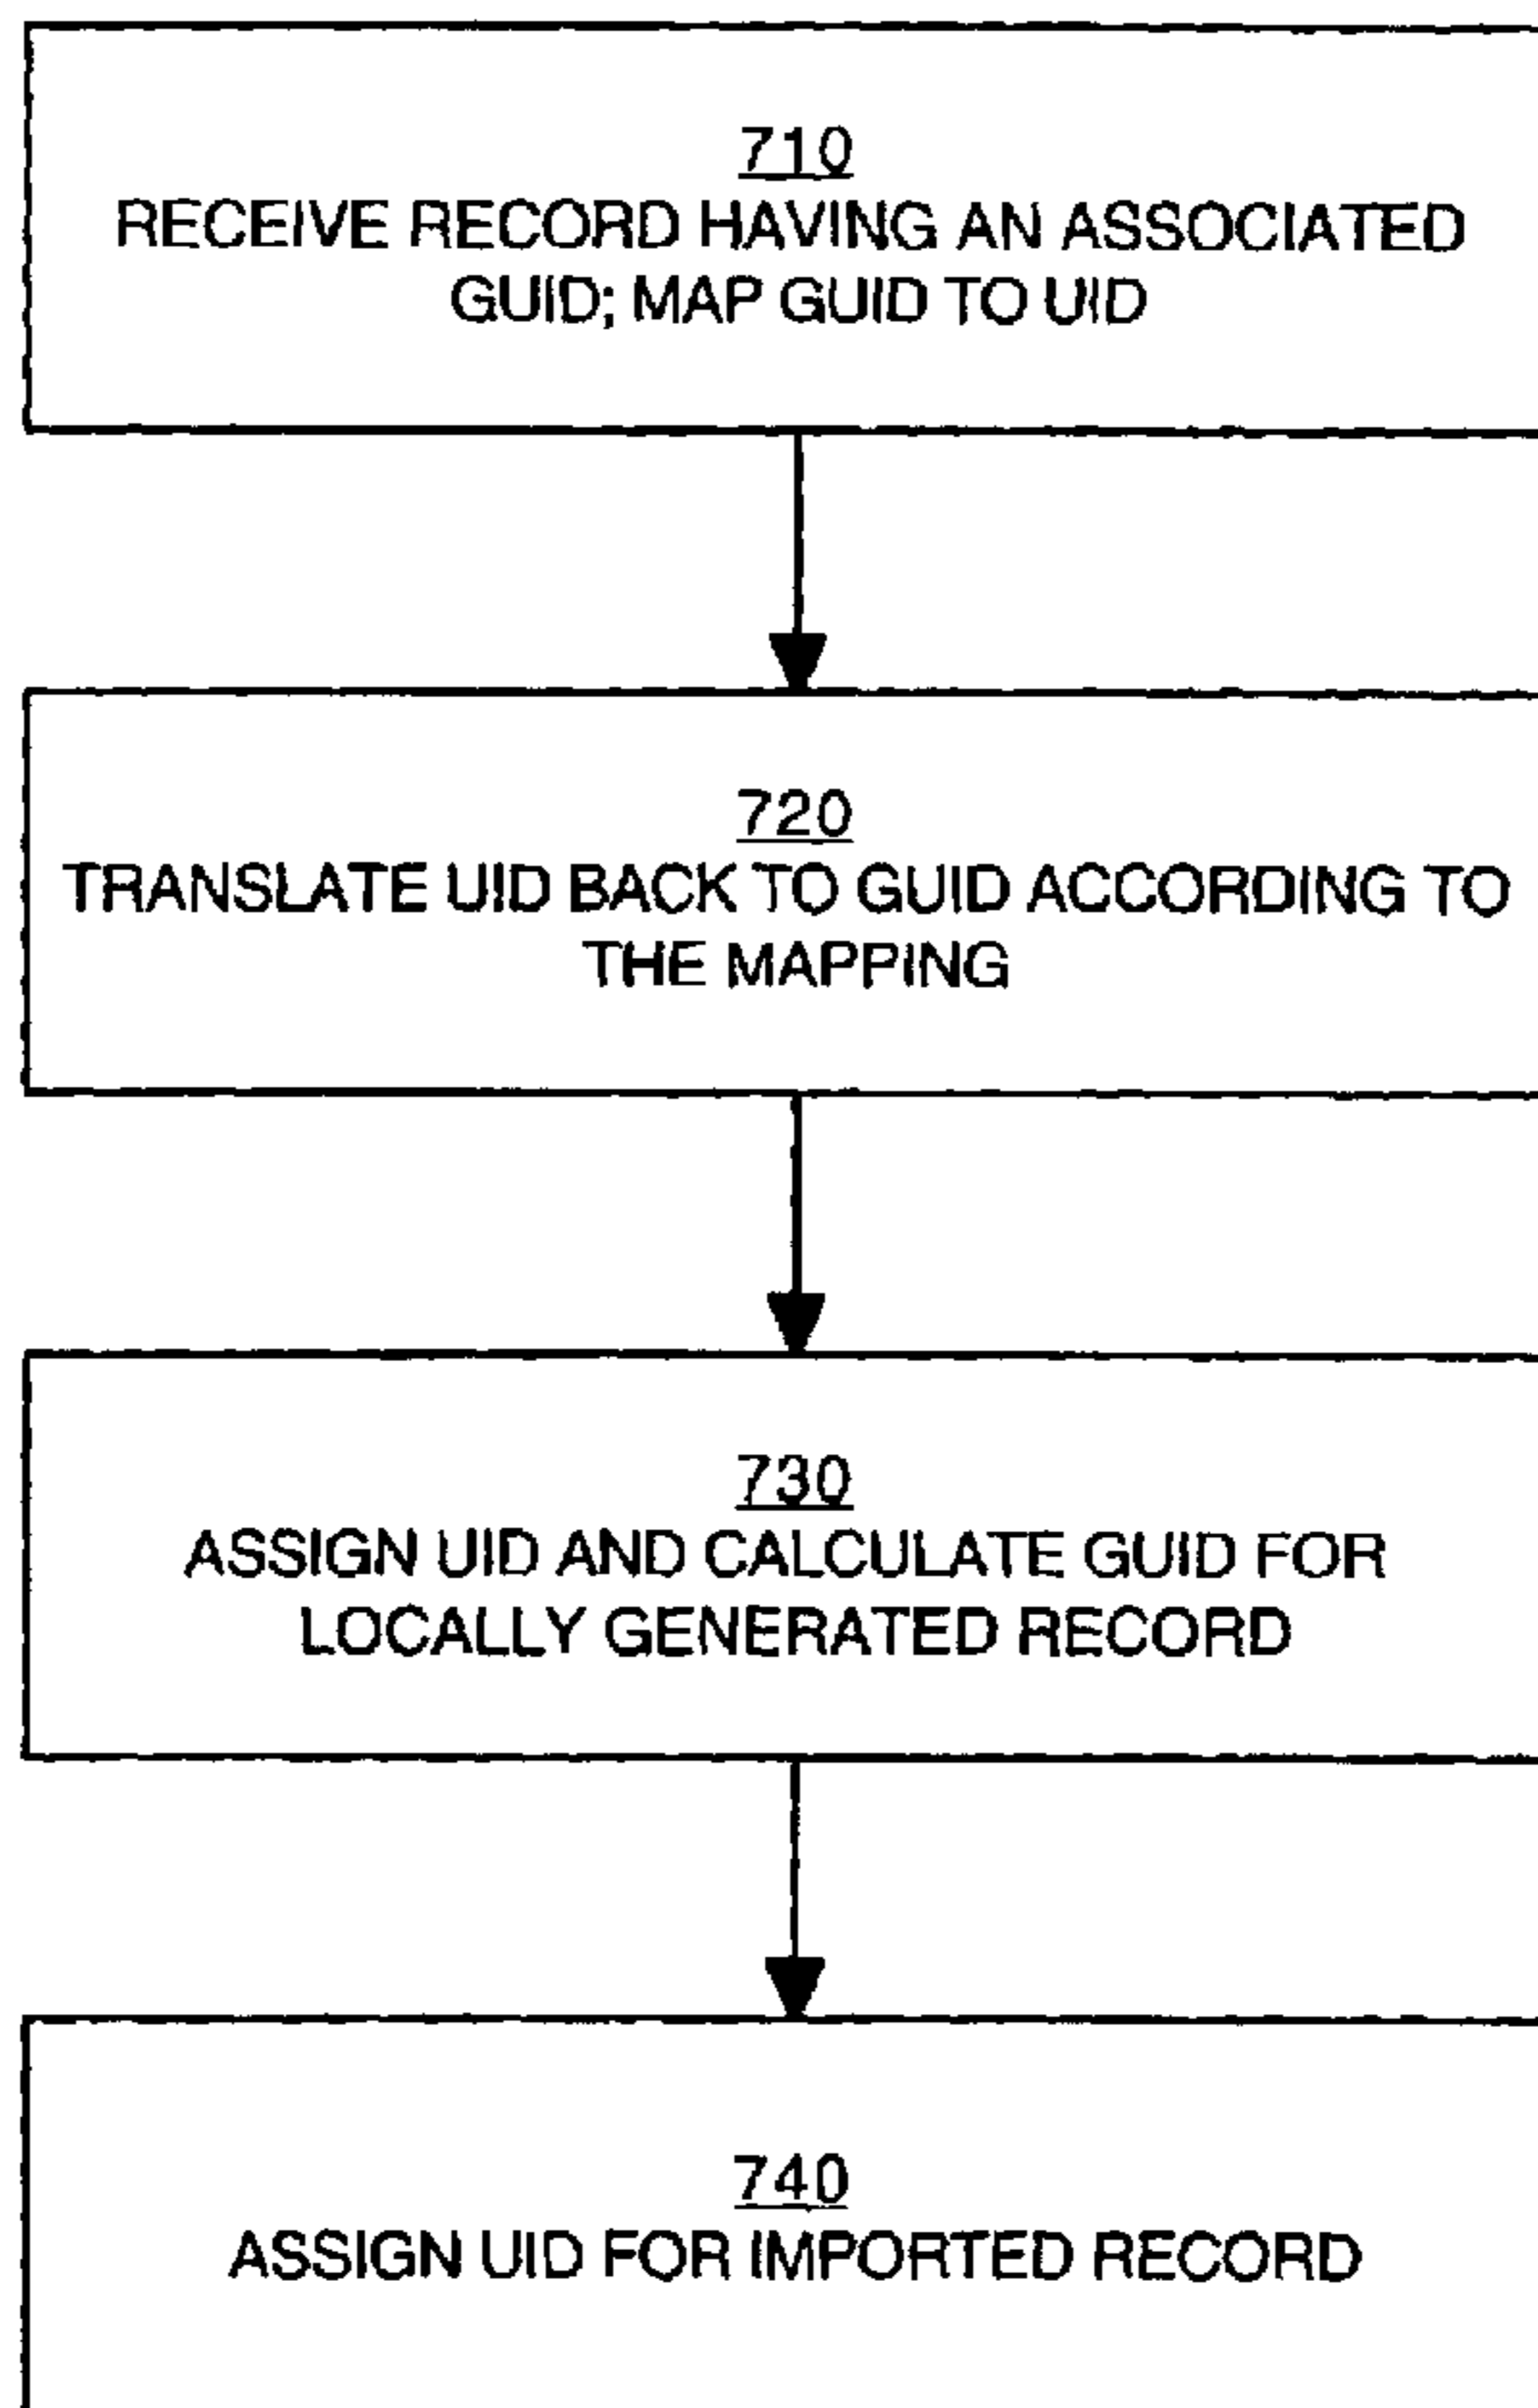 710
RECEIVE RECORD HAVING AN ASSOCIATED
GUID; MAP GUID TO UID
720
TRANSLATE UID BACK TO GUID ACCORDING TO
THE MAPPING
730
ASSIGN UID AND CALCULATE GUID FOR
LOCALLY GENERATED RECORD
740
ASSIGN UID FOR IMPORTED RECORD